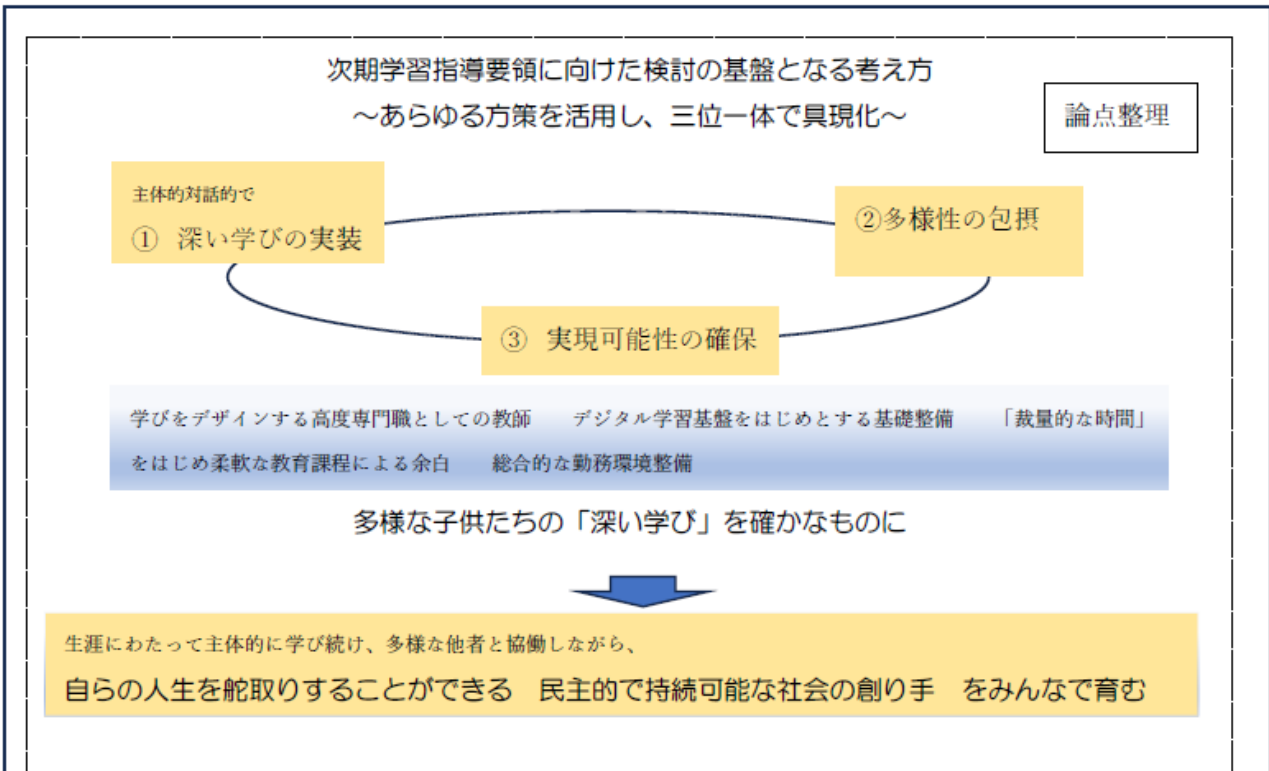 次期学習指導要領に向けた検討の基盤となる考え方
～あらゆる方策を活用し、三位一体で具現化～
論点整理
主体的対話的で
① 深い学びの実装
②多様性の包摂
③ 実現可能性の確保
学びをデザインする高度専門職としての教師　デジタル学習基盤をはじめとする基礎整備　「裁量的な時間」
をはじめ柔軟な教育課程による余白　総合的な勤務環境整備
多様な子供たちの「深い学び」を確かなものに
生涯にわたって主体的に学び続け、多様な他者と協働しながら、
自らの人生を舵取りすることができる　民主的で持続可能な社会の創り手　をみんなで育む